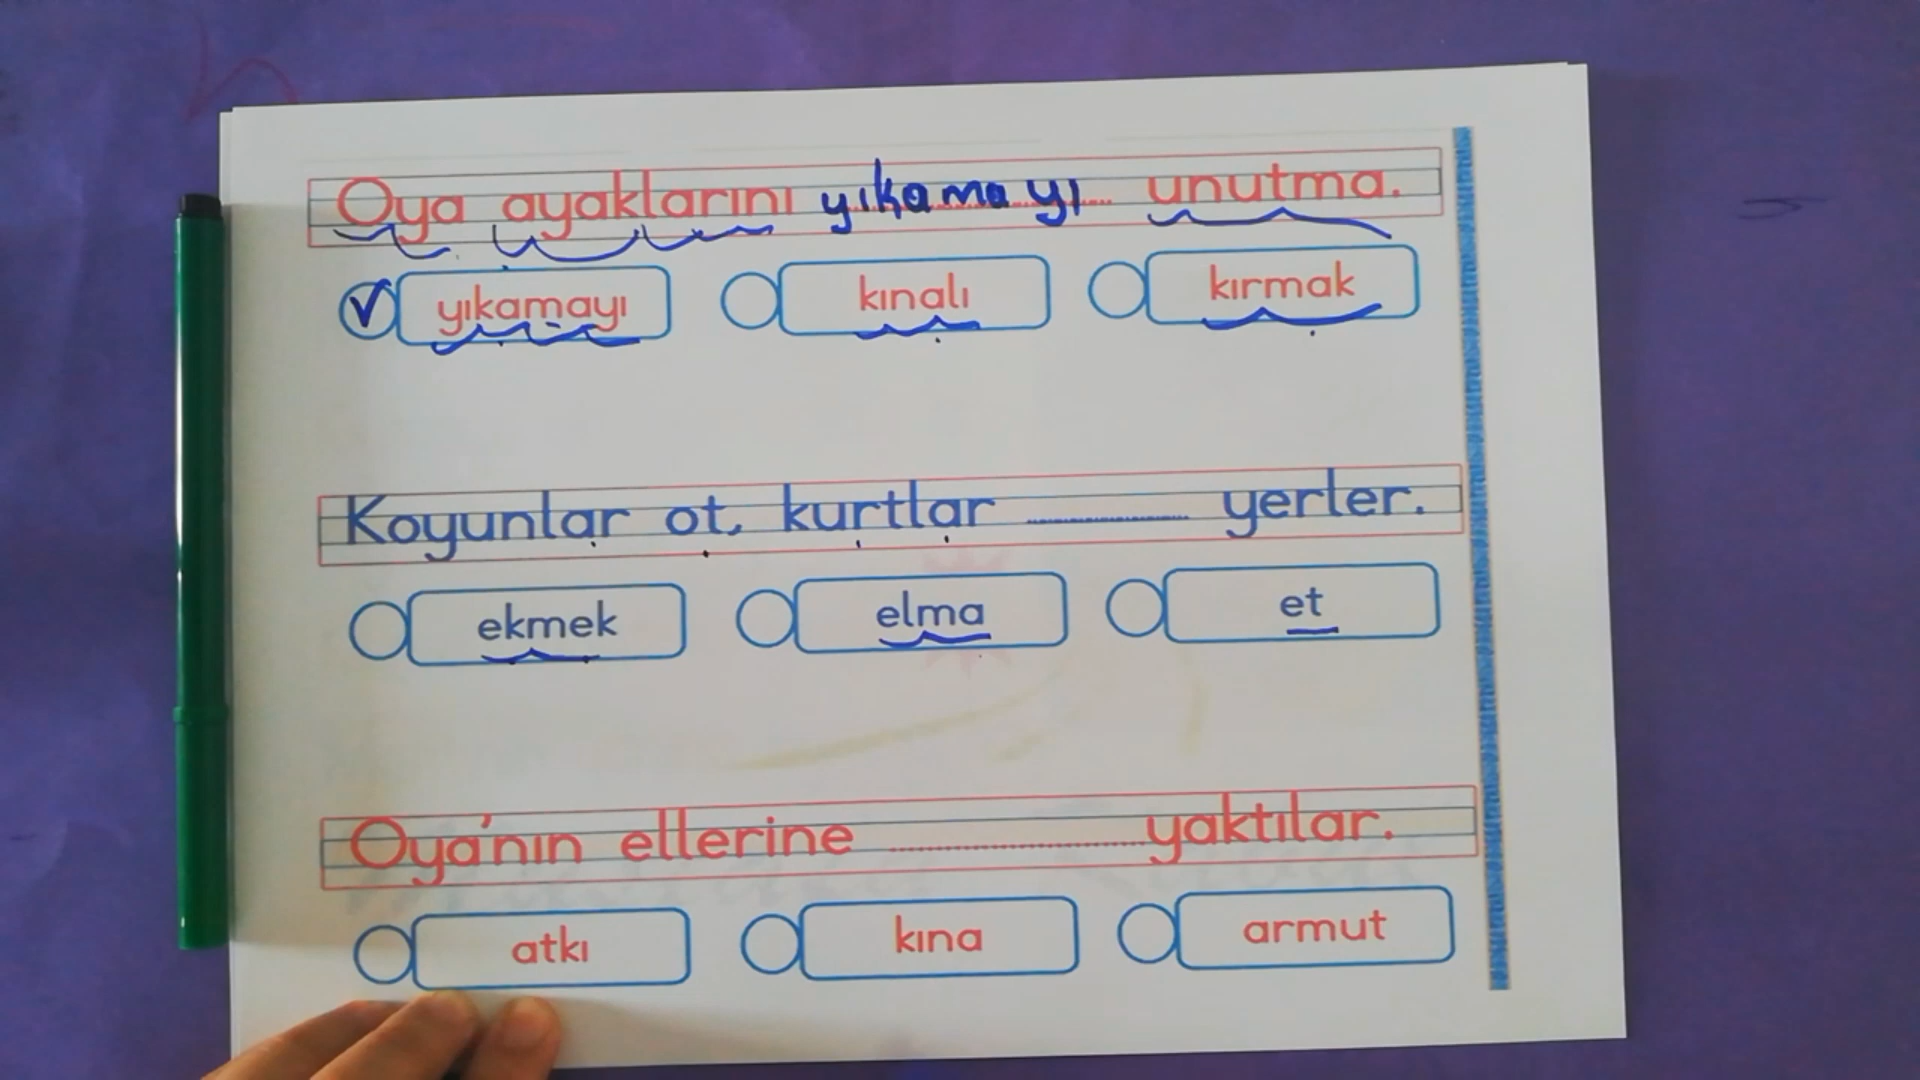 Oya ayaklarını yıkamayı unutma.
yıkamayı kınalı kırmak
Koyunlar ot, kurtlar ............ yerler.
ekmek elma et
Oya'nın ellerine ............ yaktılar.
atkı kına armut